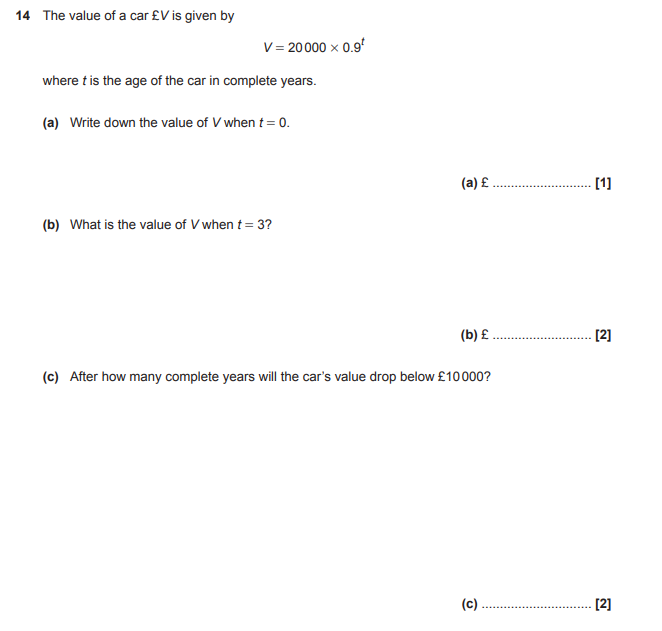 14 The value of a car £V is given by
V = 20 000 × 0.9^t
where t is the age of the car in complete years.
(a) Write down the value of V when t = 0.
(a) £ ........................... [1]
(b) What is the value of V when t = 3?
(b) £ ........................... [2]
(c) After how many complete years will the car's value drop below £10 000?
(c) .............................. [2]